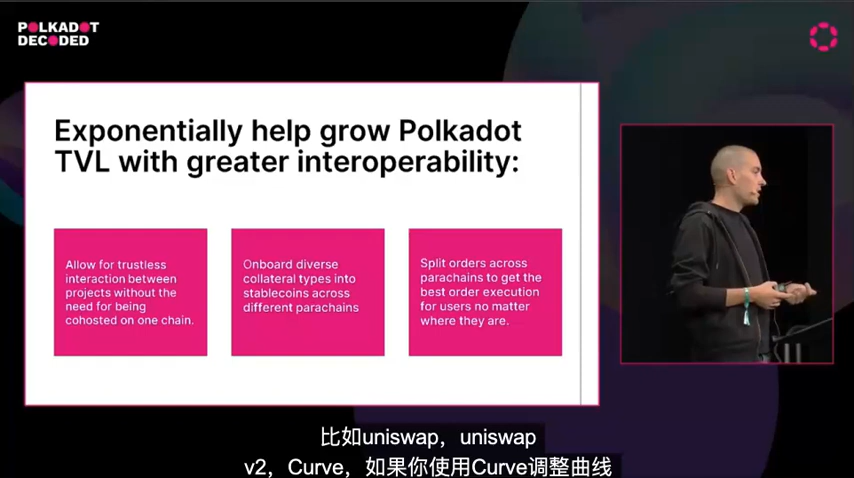 POLKADOT
DECODED
Exponentially help grow Polkadot
TVL with greater interoperability:
Allow for trustless
interaction between
projects without the
need for being
cohosted on one chain.
Onboard diverse
collateral types into
stablecoins across
different parachains
Split orders across
parachains to get the
best order execution
for users no matter
where they are.
比如uniswap，uniswap
v2，Curve，如果你使用Curve调整曲线